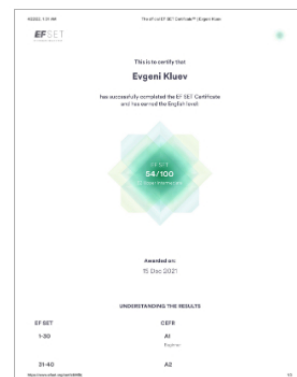 The EF SET Certificate™ | Evgeni Kluev
EFSET
This is to certify that
Evgeni Kluev
has successfully completed the EF SET Certificate
and has earned the English level:
EF SET
54/100
Awarded on:
15 Dec 2021
UNDERSTANDING THE RESULTS
EF SET
CEFR
1-30
A1
Beginner
31-40
A2